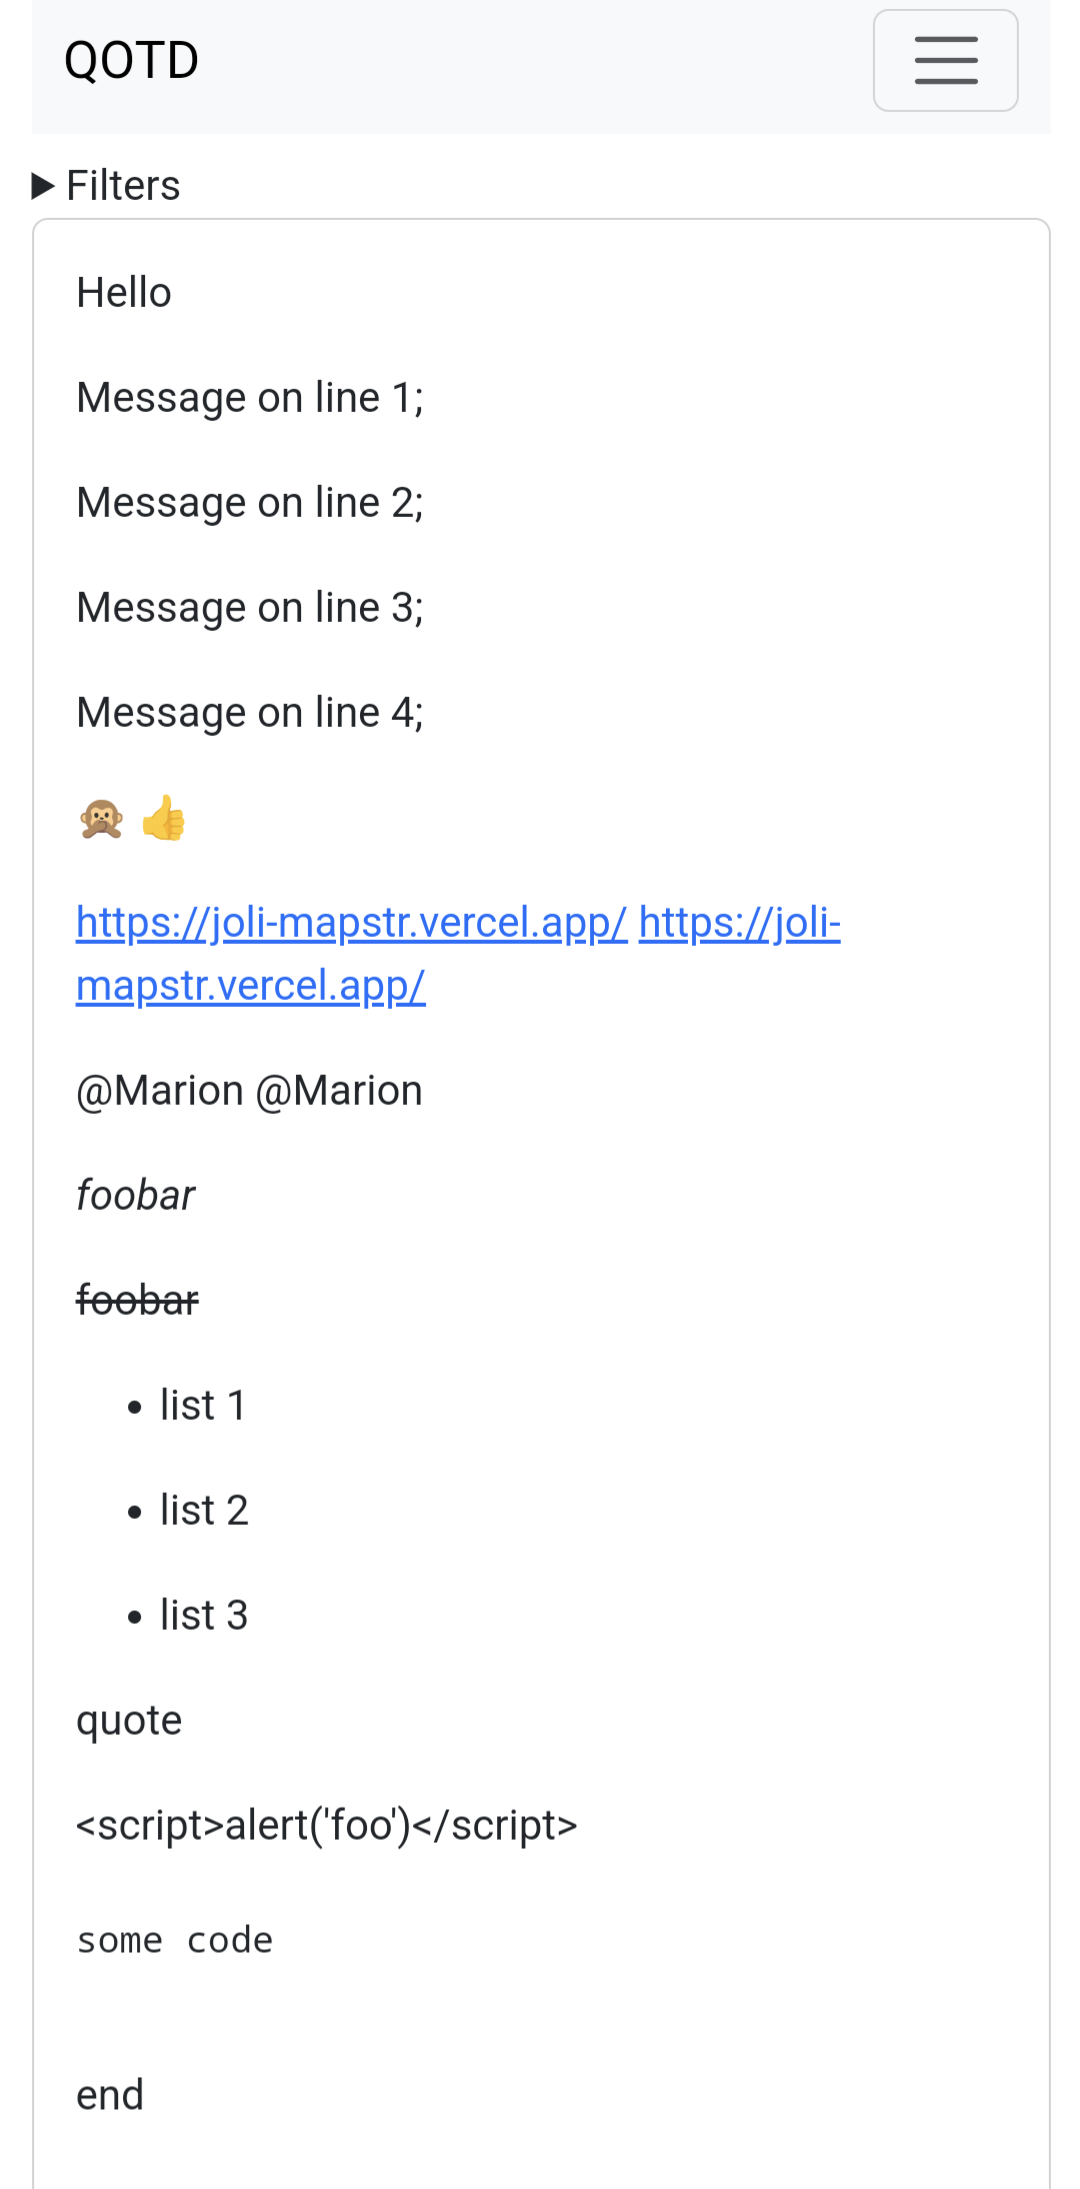 QOTD
Filters
Hello
Message on line 1;
Message on line 2;
Message on line 3;
Message on line 4;
🙊 👍
https://joli-mapstr.vercel.app/ https://joli-
mapstr.vercel.app/
@Marion @Marion
foobar
foobar
list 1
list 2
list 3
quote
<script>alert('foo')</script>
some code
end